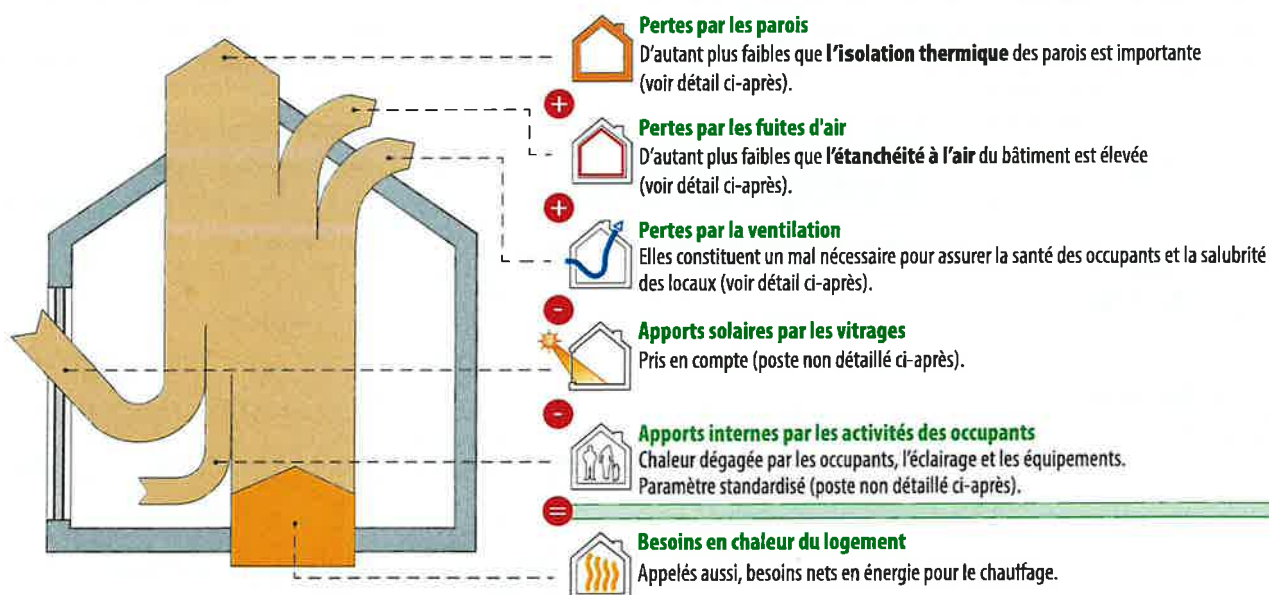 Pertes par les parois
D'autant plus faibles que l'isolation thermique des parois est importante
(voir détail ci-après).
+
Pertes par les fuites d'air
D'autant plus faibles que l'étanchéité à l'air du bâtiment est élevée
(voir détail ci-après).
+
Pertes par la ventilation
Elles constituent un mal nécessaire pour assurer la santé des occupants et la salubrité
des locaux (voir détail ci-après).
-
Apports solaires par les vitrages
Pris en compte (poste non détaillé ci-après).
-
Apports internes par les activités des occupants
Chaleur dégagée par les occupants, l'éclairage et les équipements.
Paramètre standardisé (poste non détaillé ci-après).
=
Besoins en chaleur du logement
Appelés aussi, besoins nets en énergie pour le chauffage.